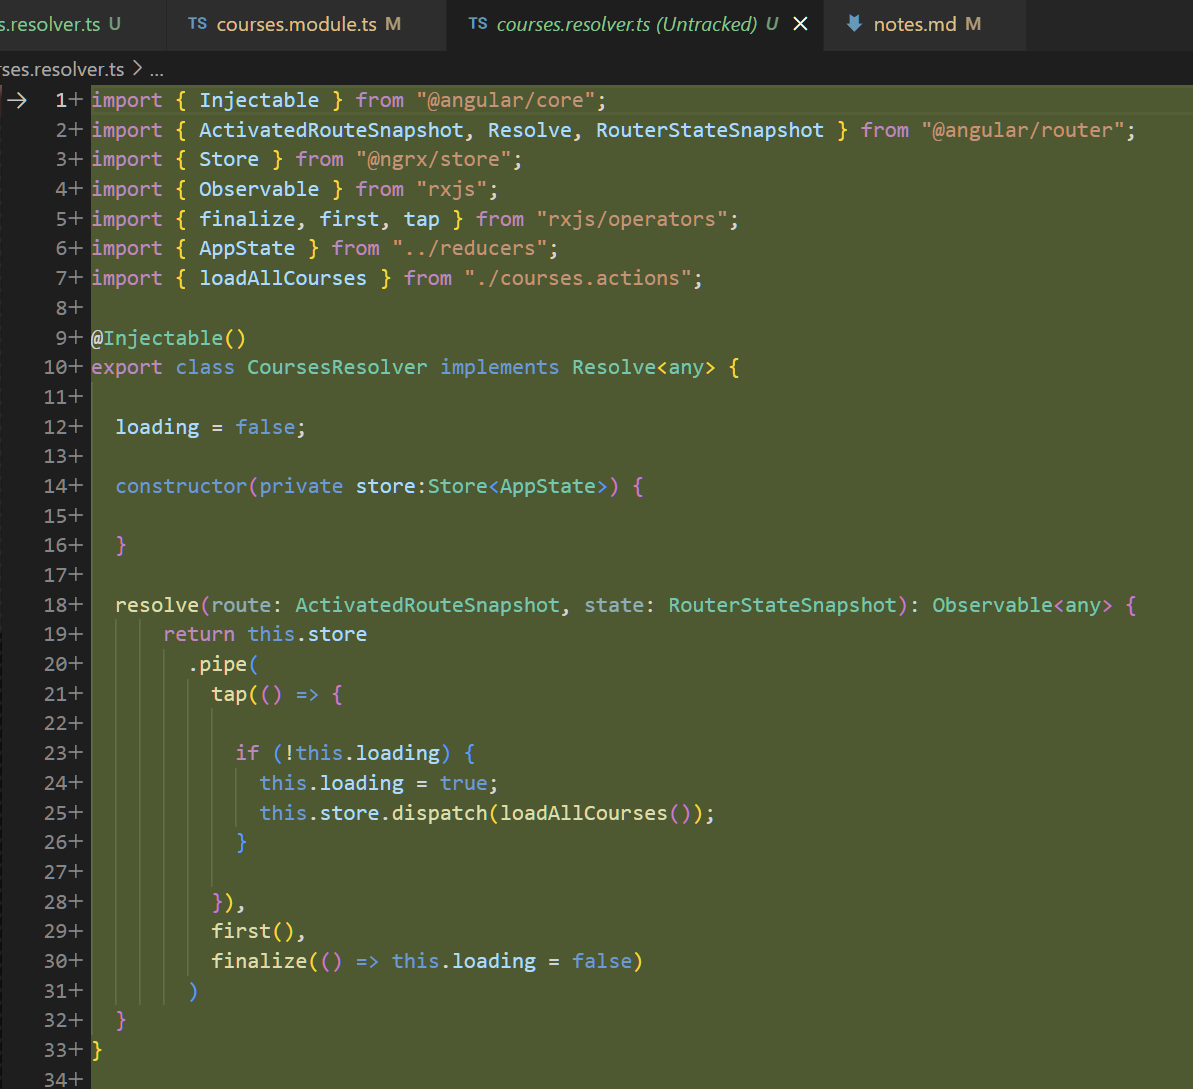 s.resolver.ts U TS courses.module.ts M TS courses.resolver.ts (Untracked) U notes.md M
rses.resolver.ts > ...
1+ import { Injectable } from "@angular/core";
2+ import { ActivatedRouteSnapshot, Resolve, RouterStateSnapshot } from "@angular/router";
3+ import { Store } from "@ngrx/store";
4+ import { Observable } from "rxjs";
5+ import { finalize, first, tap } from "rxjs/operators";
6+ import { AppState } from "../reducers";
7+ import { loadAllCourses } from "./courses.actions";
8+
9+ @Injectable()
10+ export class CoursesResolver implements Resolve<any> {
11+
12+   loading = false;
13+
14+   constructor(private store:Store<AppState>) {
15+
16+   }
17+
18+   resolve(route: ActivatedRouteSnapshot, state: RouterStateSnapshot): Observable<any> {
19+       return this.store
20+         .pipe(
21+           tap(() => {
22+
23+             if (!this.loading) {
24+               this.loading = true;
25+               this.store.dispatch(loadAllCourses());
26+             }
27+
28+           }),
29+           first(),
30+           finalize(() => this.loading = false)
31+         )
32+   }
33+ }
34+